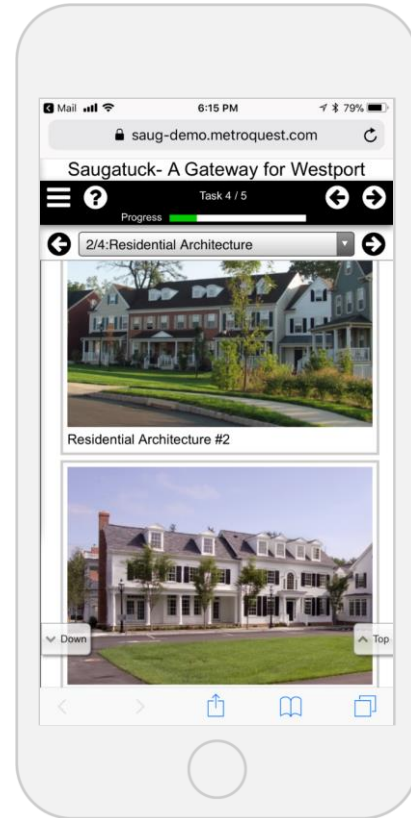 Mail 6:15 PM 79%
saug-demo.metroquest.com
Saugatuck- A Gateway for Westport
? Task 4 / 5
Progress
2/4:Residential Architecture
Residential Architecture #2
Down Top